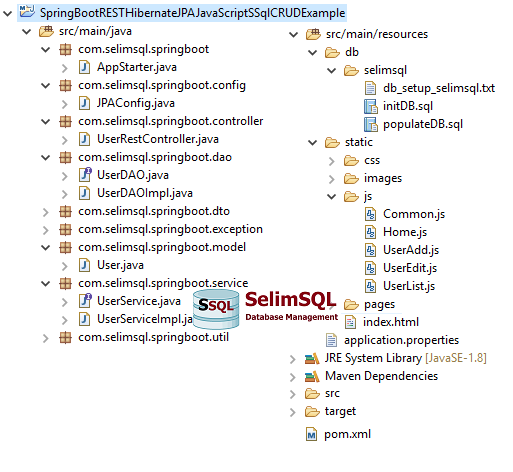 SpringBootRESTHibernateJPAJavaScriptSSqlCRUDExample
src/main/java
com.selimsql.springboot
AppStarter.java
com.selimsql.springboot.config
JPAConfig.java
com.selimsql.springboot.controller
UserRestController.java
com.selimsql.springboot.dao
UserDAO.java
UserDAOImpl.java
com.selimsql.springboot.dto
com.selimsql.springboot.exception
com.selimsql.springboot.model
User.java
com.selimsql.springboot.service
UserService.java
UserServiceImpl.ja
com.selimsql.springboot.util
SSQL
SelimSQL
Database Management
src/main/resources
db
selimsql
db_setup_selimsql.txt
initDB.sql
populateDB.sql
static
css
images
js
Common.js
Home.js
UserAdd.js
UserEdit.js
UserList.js
pages
index.html
application.properties
JRE System Library [JavaSE-1.8]
Maven Dependencies
src
target
pom.xml